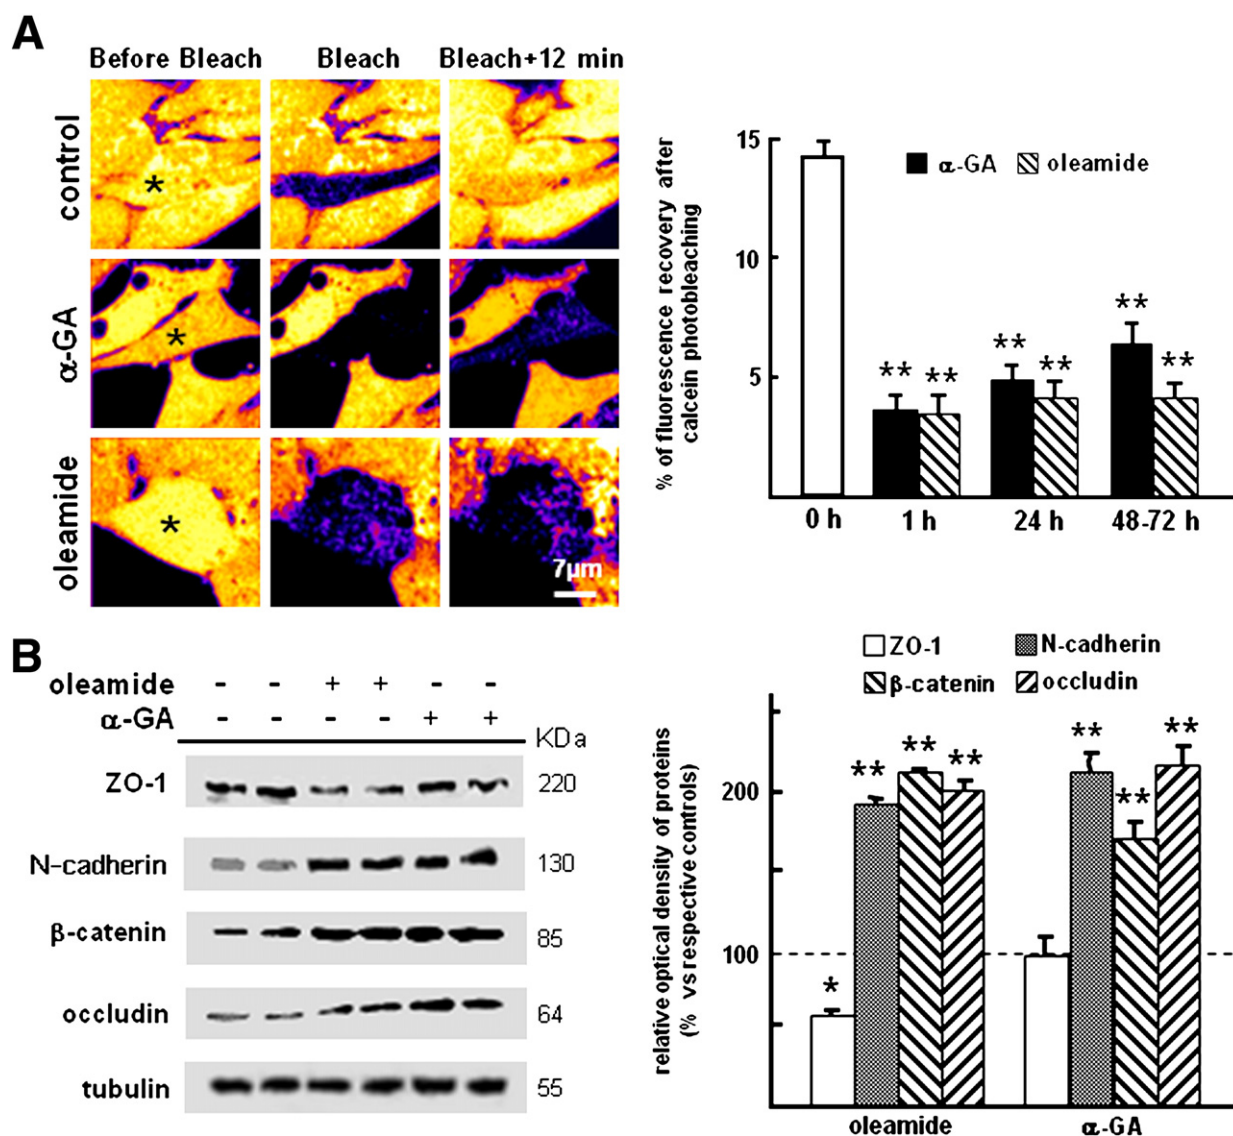 A
Before Bleach Bleach Bleach+12 min
control
*
α-GA
*
oleamide
*
7µm
% of fluorescence recovery after
calcein photobleaching
15
10
5
α-GA oleamide
** ** ** ** ** **
0 h 1 h 24 h 48-72 h
B
oleamide - - + + - -
α-GA - - - - + +
KDa
ZO-1 220
N-cadherin 130
β-catenin 85
occludin 64
tubulin 55
ZO-1 N-cadherin
β-catenin occludin
relative optical density of proteins
(% vs respective controls)
200
100
* ** ** ** ** ** **
oleamide α-GA